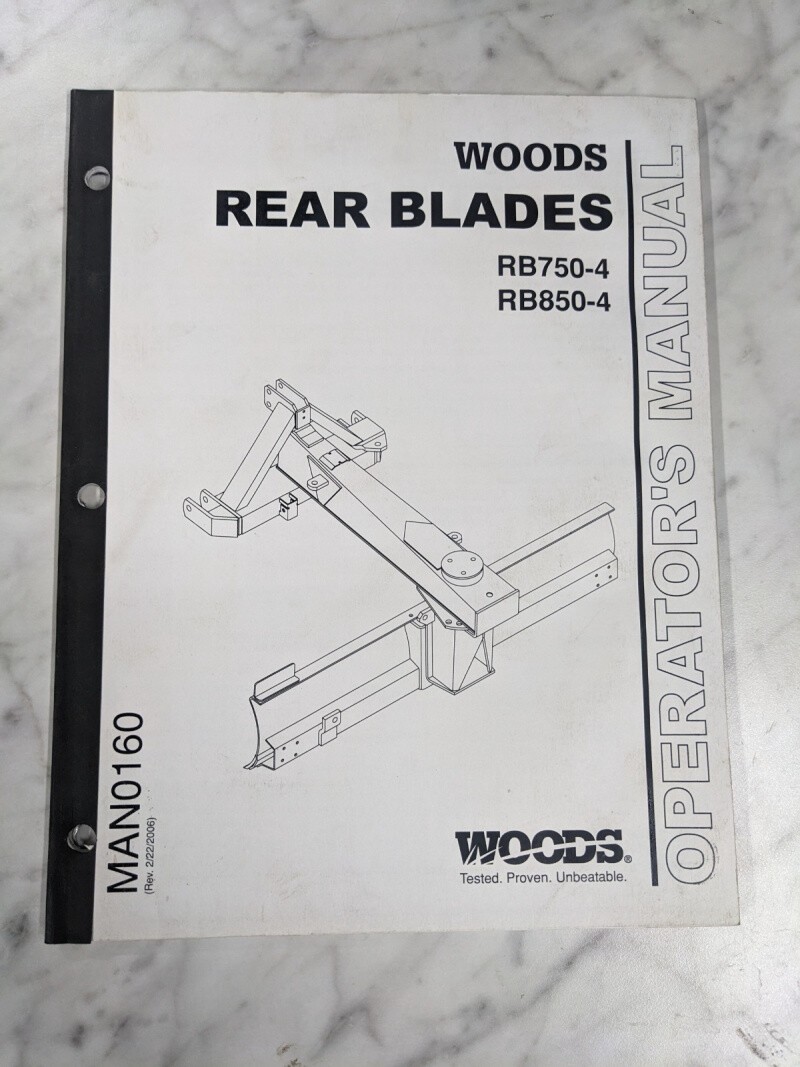 WOODS
REAR BLADES
RB750-4
RB850-4
OPERATOR'S MANUAL
MAN0160
(Rev. 2/22/2006)
WOODS®
Tested. Proven. Unbeatable.